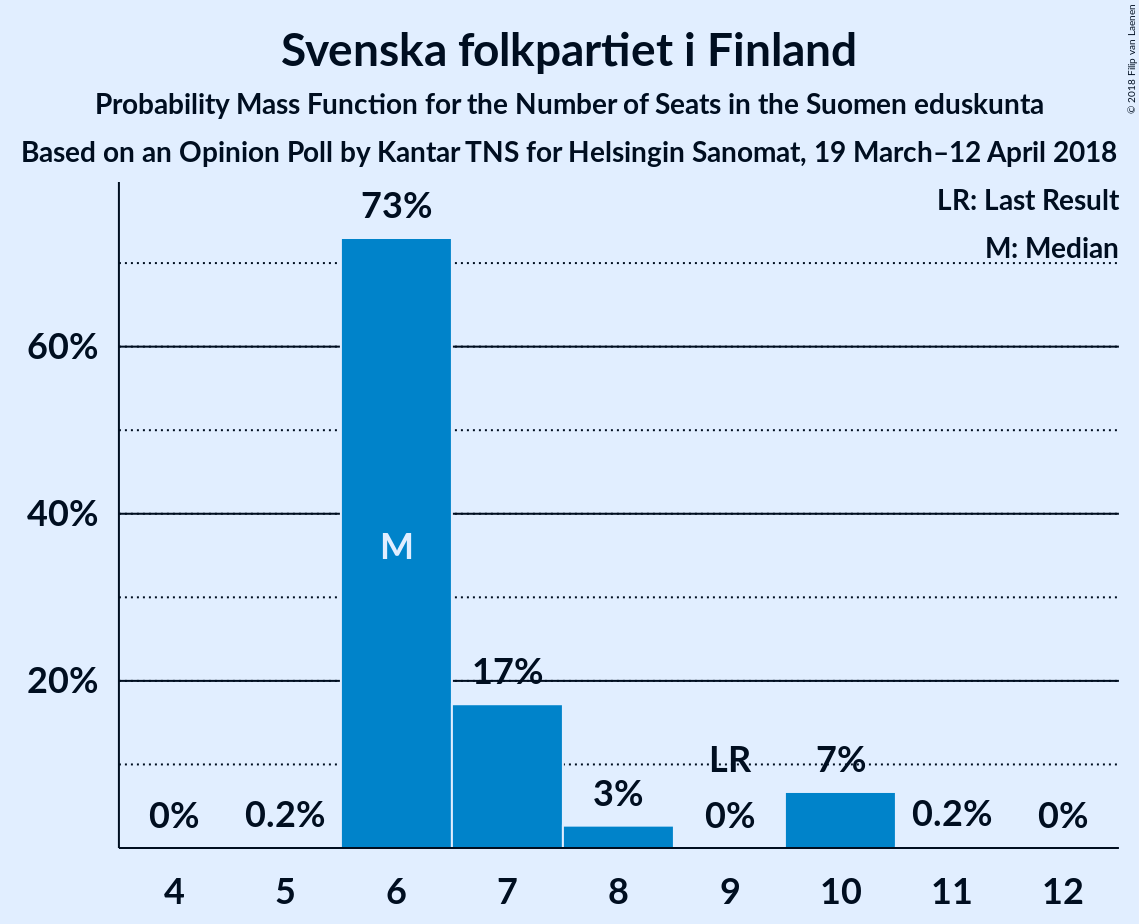 Svenska folkpartiet i Finland
Probability Mass Function for the Number of Seats in the Suomen eduskunta
Based on an Opinion Poll by Kantar TNS for Helsingin Sanomat, 19 March–12 April 2018
© 2018 Filip van Laenen
LR: Last Result
M: Median
73%
60%
40%
M
20%
17%
LR
7%
3%
0%
0.2%
0%
0.2%
0%
4 5 6 7 8 9 10 11 12